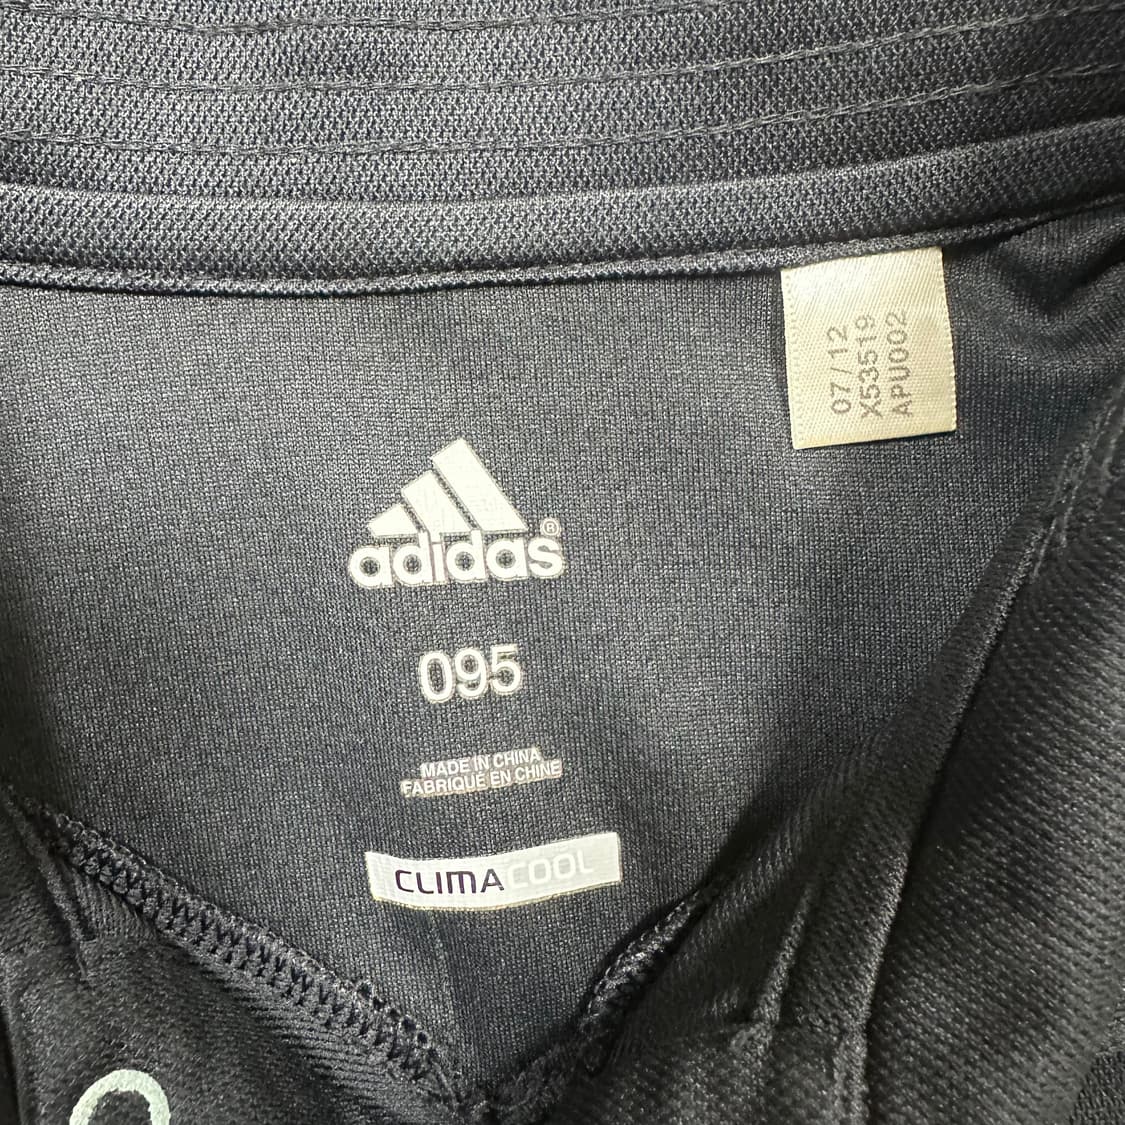 07/12
X53519
APU002
adidas®
095
MADE IN CHINA
FABRIQUÉ EN CHINE
CLIMACOOL